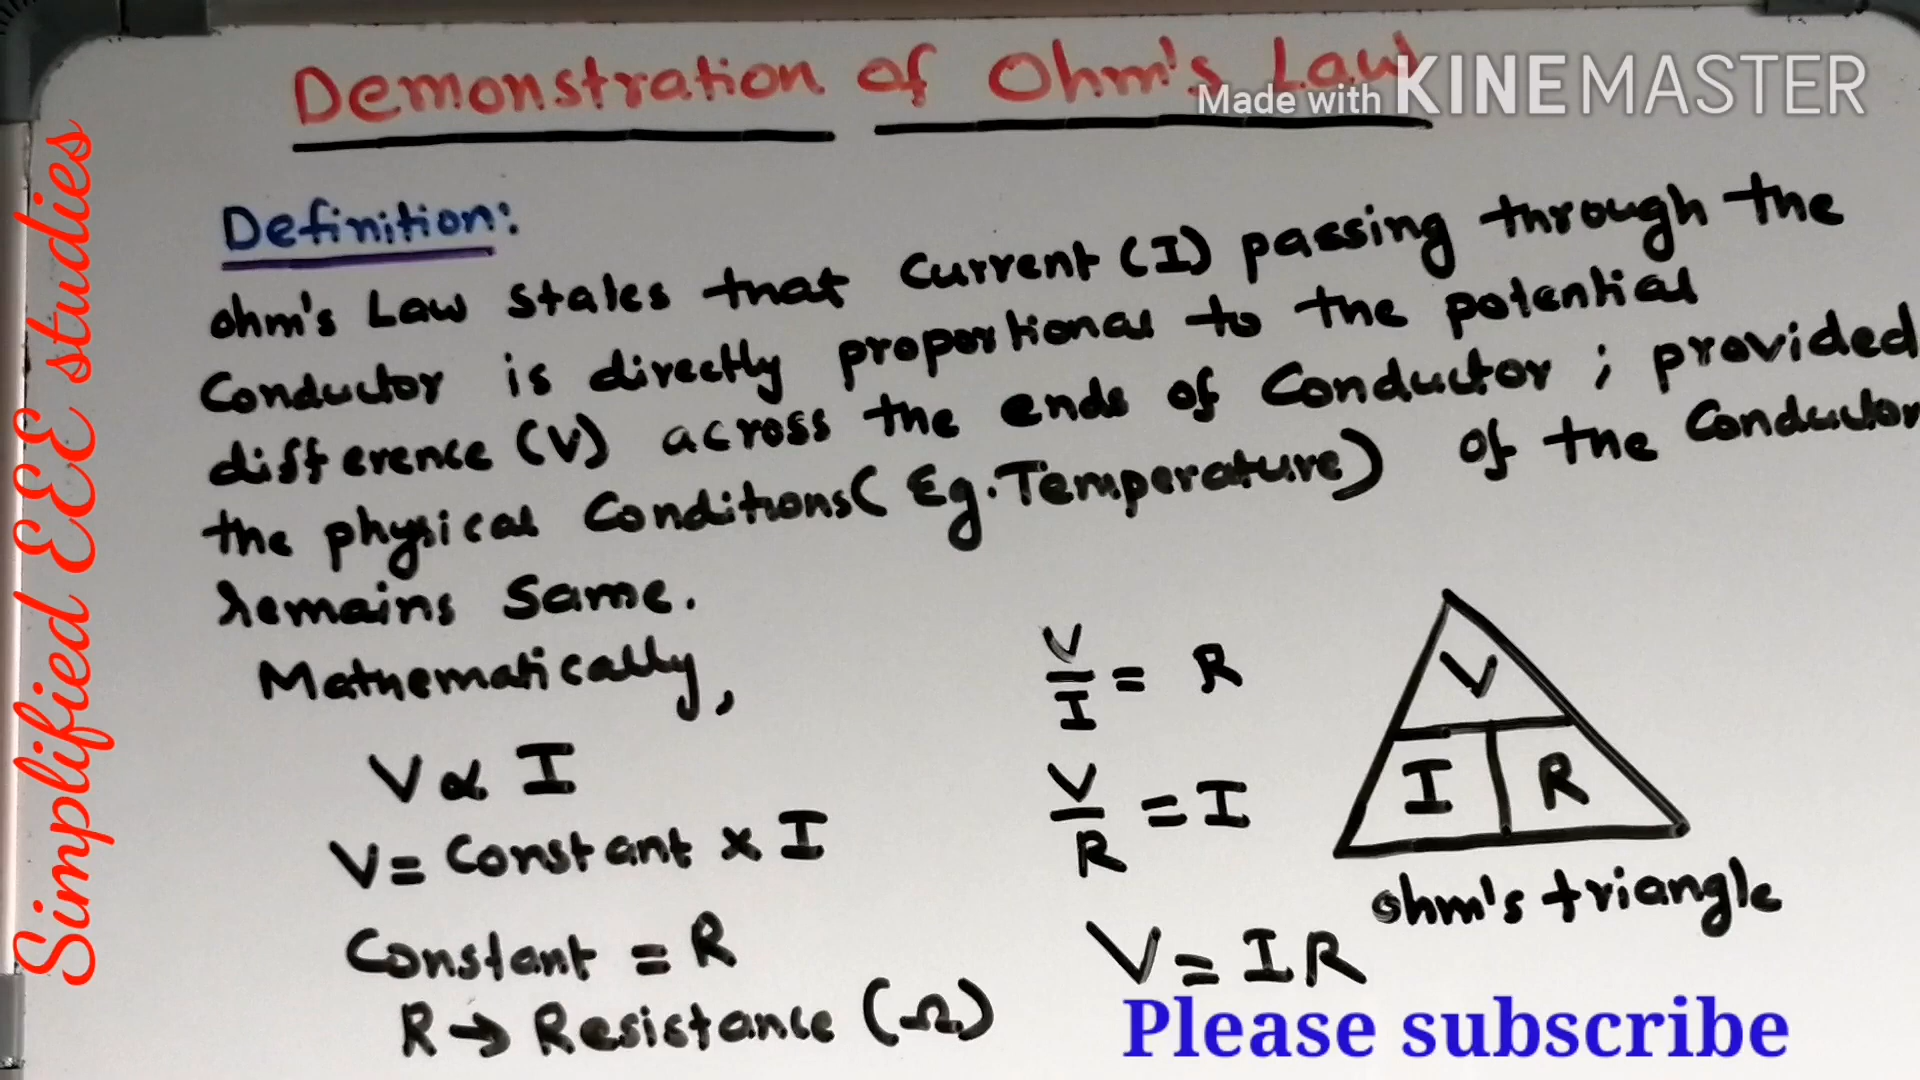 Demonstration of Ohm's Law
Made with KINEMASTER
Simplified EEE studies
Definition:
ohm's Law states that Current (I) passing through the
Conductor is directly proportional to the potential
difference (V) across the ends of Conductor ; provided
the physical Conditions( Eg. Temperature) of the Conductor
remains Same.
Mathematically,
V ∝ I
V = Constant × I
Constant = R
R → Resistance (Ω)
V/I = R
V/R = I
V = IR
V
I R
ohm's triangle
Please subscribe